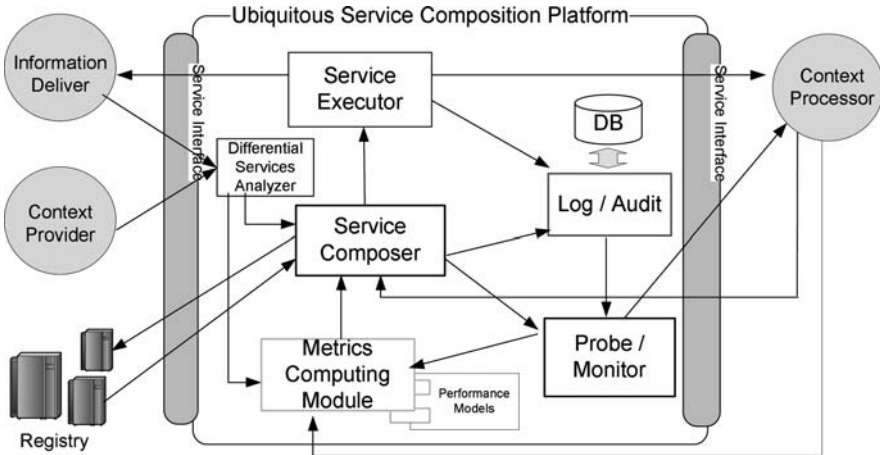 Ubiquitous Service Composition Platform
Information
Deliver
Service Interface
Service
Executor
Service Interface
Context
Processor
DB
Differential
Services
Analyzer
Log / Audit
Context
Provider
Service
Composer
Metrics
Computing
Module
Performance
Models
Probe /
Monitor
Registry